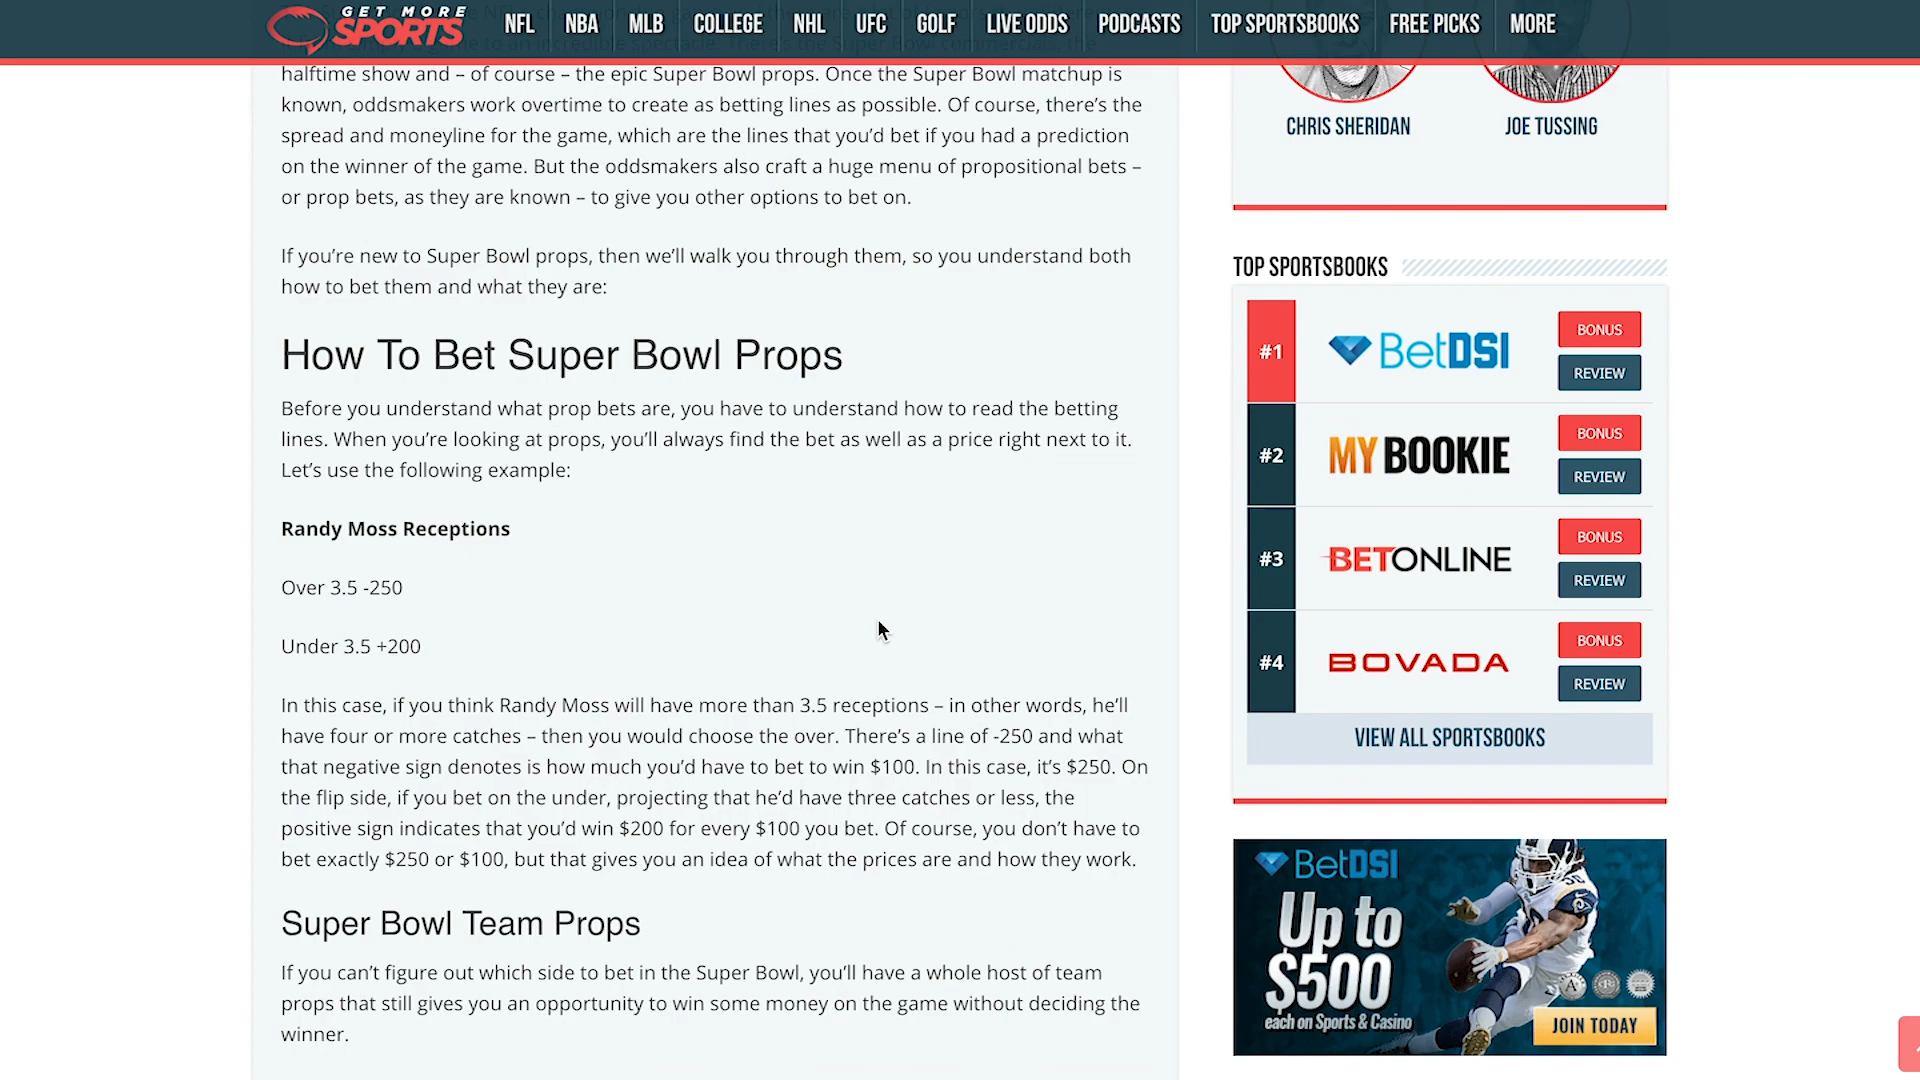 GET MORE
SPORTS
NFL NBA MLB COLLEGE NHL UFC GOLF LIVE ODDS PODCASTS TOP SPORTSBOOKS FREE PICKS MORE
halftime show and – of course – the epic Super Bowl props. Once the Super Bowl matchup is
known, oddsmakers work overtime to create as betting lines as possible. Of course, there's the
spread and moneyline for the game, which are the lines that you'd bet if you had a prediction
on the winner of the game. But the oddsmakers also craft a huge menu of propositional bets –
or prop bets, as they are known – to give you other options to bet on.
If you're new to Super Bowl props, then we'll walk you through them, so you understand both
how to bet them and what they are:
How To Bet Super Bowl Props
Before you understand what prop bets are, you have to understand how to read the betting
lines. When you're looking at props, you'll always find the bet as well as a price right next to it.
Let's use the following example:
Randy Moss Receptions
Over 3.5 -250
Under 3.5 +200
In this case, if you think Randy Moss will have more than 3.5 receptions – in other words, he'll
have four or more catches – then you would choose the over. There's a line of -250 and what
that negative sign denotes is how much you'd have to bet to win $100. In this case, it's $250. On
the flip side, if you bet on the under, projecting that he'd have three catches or less, the
positive sign indicates that you'd win $200 for every $100 you bet. Of course, you don't have to
bet exactly $250 or $100, but that gives you an idea of what the prices are and how they work.
Super Bowl Team Props
If you can't figure out which side to bet in the Super Bowl, you'll have a whole host of team
props that still gives you an opportunity to win some money on the game without deciding the
winner.
CHRIS SHERIDAN JOE TUSSING
TOP SPORTSBOOKS
#1 BetDSI BONUS
REVIEW
#2 MYBOOKIE BONUS
REVIEW
#3 BETONLINE BONUS
REVIEW
#4 BOVADA BONUS
REVIEW
VIEW ALL SPORTSBOOKS
BetDSI
Up to
$500
each on Sports & Casino
JOIN TODAY